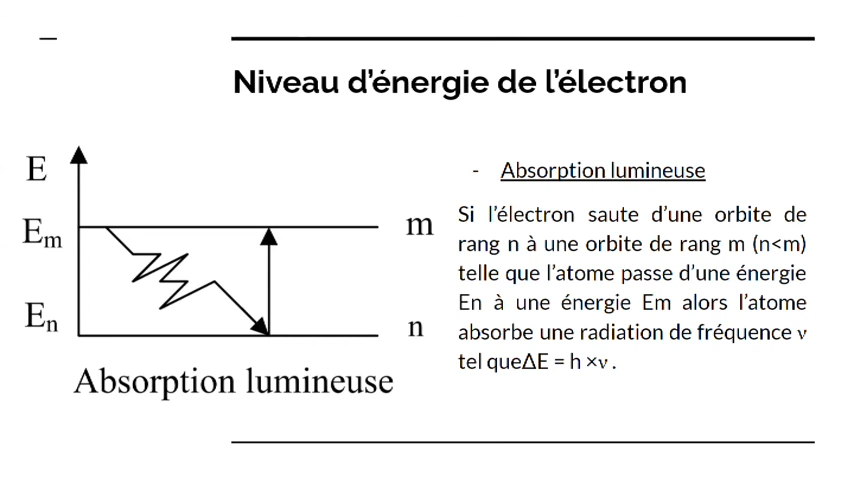 Niveau d’énergie de l’électron
E
Em
En
m
n
Absorption lumineuse
- Absorption lumineuse
Si l’électron saute d’une orbite de
rang n à une orbite de rang m (n<m)
telle que l’atome passe d’une énergie
En à une énergie Em alors l’atome
absorbe une radiation de fréquence ν
tel queΔE = h ×ν .